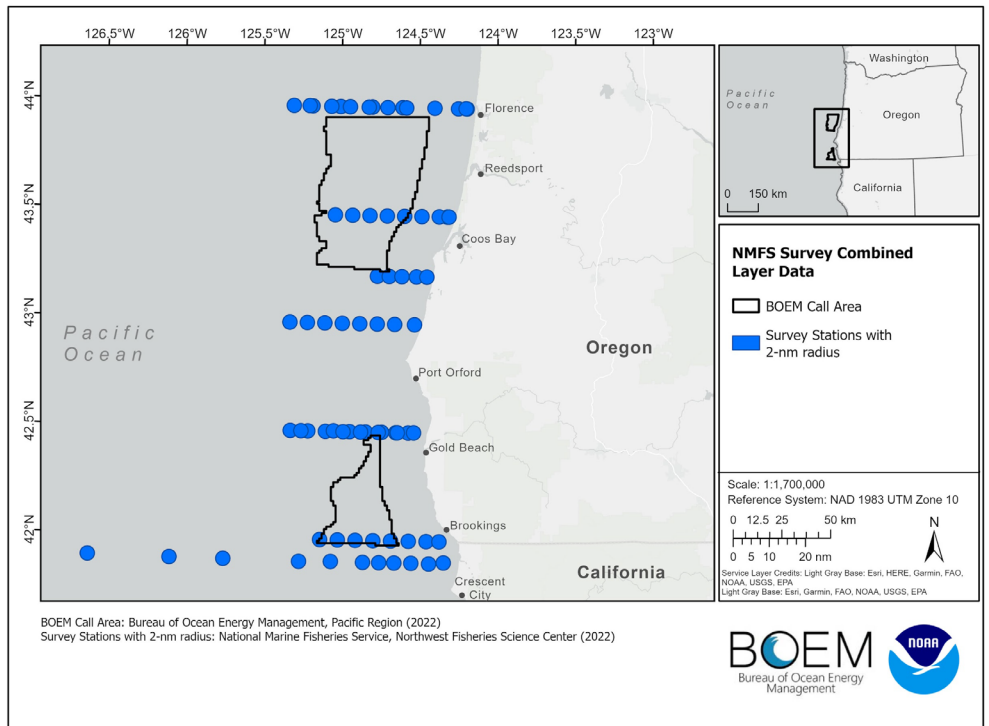 126.5°W 126°W 125.5°W 125°W 124.5°W 124°W 123.5°W 123°W
44°N
43.5°N
43°N
42.5°N
42°N
Florence
Reedsport
Coos Bay
Pacific
Ocean
Oregon
Port Orford
Gold Beach
Brookings
California
Crescent
City
Washington
Pacific
Ocean
Oregon
California
0 150 km
NMFS Survey Combined
Layer Data
BOEM Call Area
Survey Stations with
2-nm radius
Scale: 1:1,700,000
Reference System: NAD 1983 UTM Zone 10
0 12.5 25 50 km
0 5 10 20 nm
N
Service Layer Credits: Light Gray Base: Esri, HERE, Garmin, FAO,
NOAA, USGS, EPA
Light Gray Base: Esri, Garmin, FAO, NOAA, USGS, EPA
BOEM Call Area: Bureau of Ocean Energy Management, Pacific Region (2022)
Survey Stations with 2-nm radius: National Marine Fisheries Service, Northwest Fisheries Science Center (2022)
BOEM
Bureau of Ocean Energy
Management
NOAA